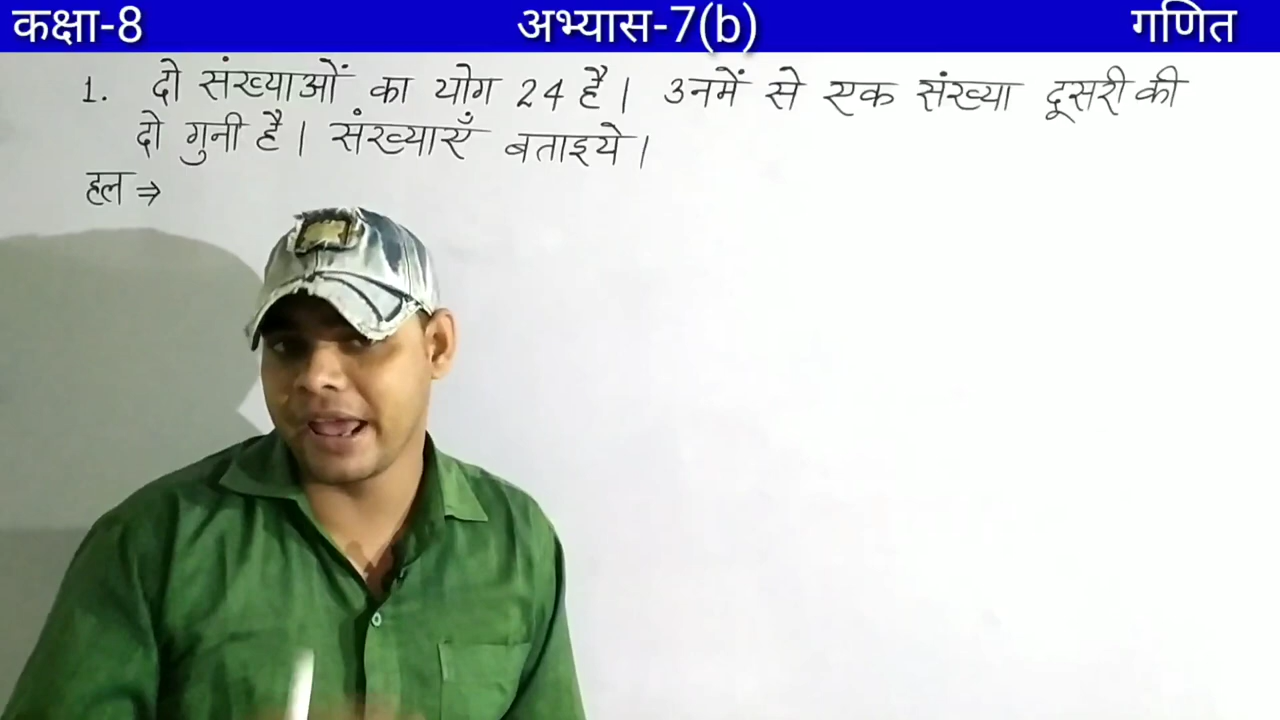 कक्षा-8 अभ्यास-7(b) गणित
1. दो संख्याओं का योग 24 है। उनमें से एक संख्या दूसरी की
दो गुनी है। संख्याएँ बताइये।
हल ⇒